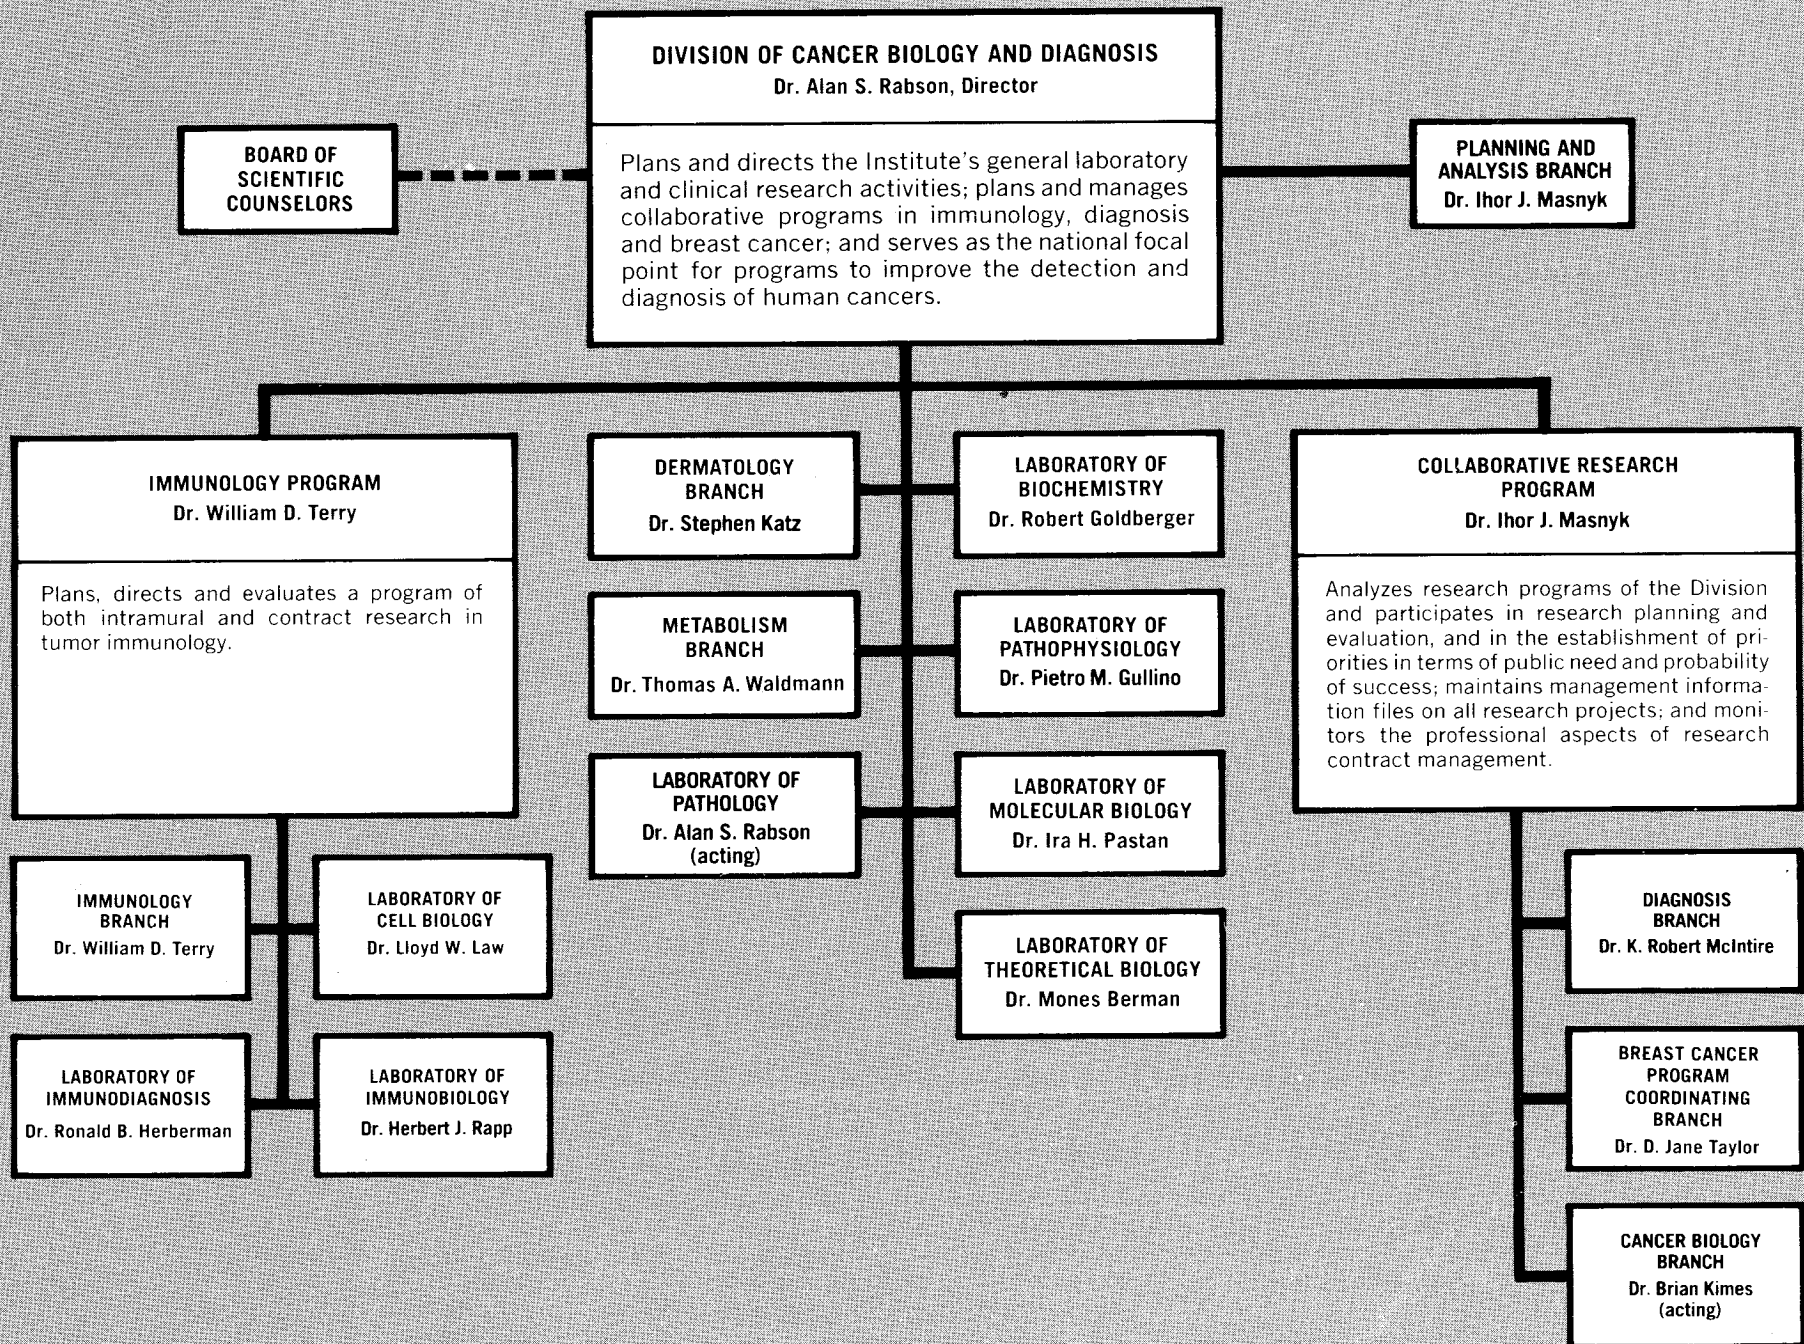 DIVISION OF CANCER BIOLOGY AND DIAGNOSIS
Dr. Alan S. Rabson, Director
Plans and directs the Institute's general laboratory
and clinical research activities; plans and manages
collaborative programs in immunology, diagnosis
and breast cancer; and serves as the national focal
point for programs to improve the detection and
diagnosis of human cancers.
BOARD OF
SCIENTIFIC
COUNSELORS
PLANNING AND
ANALYSIS BRANCH
Dr. Ihor J. Masnyk
IMMUNOLOGY PROGRAM
Dr. William D. Terry
Plans, directs and evaluates a program of
both intramural and contract research in
tumor immunology.
IMMUNOLOGY
BRANCH
Dr. William D. Terry
LABORATORY OF
CELL BIOLOGY
Dr. Lloyd W. Law
LABORATORY OF
IMMUNODIAGNOSIS
Dr. Ronald B. Herberman
LABORATORY OF
IMMUNOBIOLOGY
Dr. Herbert J. Rapp
DERMATOLOGY
BRANCH
Dr. Stephen Katz
LABORATORY OF
BIOCHEMISTRY
Dr. Robert Goldberger
METABOLISM
BRANCH
Dr. Thomas A. Waldmann
LABORATORY OF
PATHOPHYSIOLOGY
Dr. Pietro M. Gullino
LABORATORY OF
PATHOLOGY
Dr. Alan S. Rabson
(acting)
LABORATORY OF
MOLECULAR BIOLOGY
Dr. Ira H. Pastan
LABORATORY OF
THEORETICAL BIOLOGY
Dr. Mones Berman
COLLABORATIVE RESEARCH
PROGRAM
Dr. Ihor J. Masnyk
Analyzes research programs of the Division
and participates in research planning and
evaluation, and in the establishment of pri-
orities in terms of public need and probability
of success; maintains management informa-
tion files on all research projects; and moni-
tors the professional aspects of research
contract management.
DIAGNOSIS
BRANCH
Dr. K. Robert McIntire
BREAST CANCER
PROGRAM
COORDINATING
BRANCH
Dr. D. Jane Taylor
CANCER BIOLOGY
BRANCH
Dr. Brian Kimes
(acting)